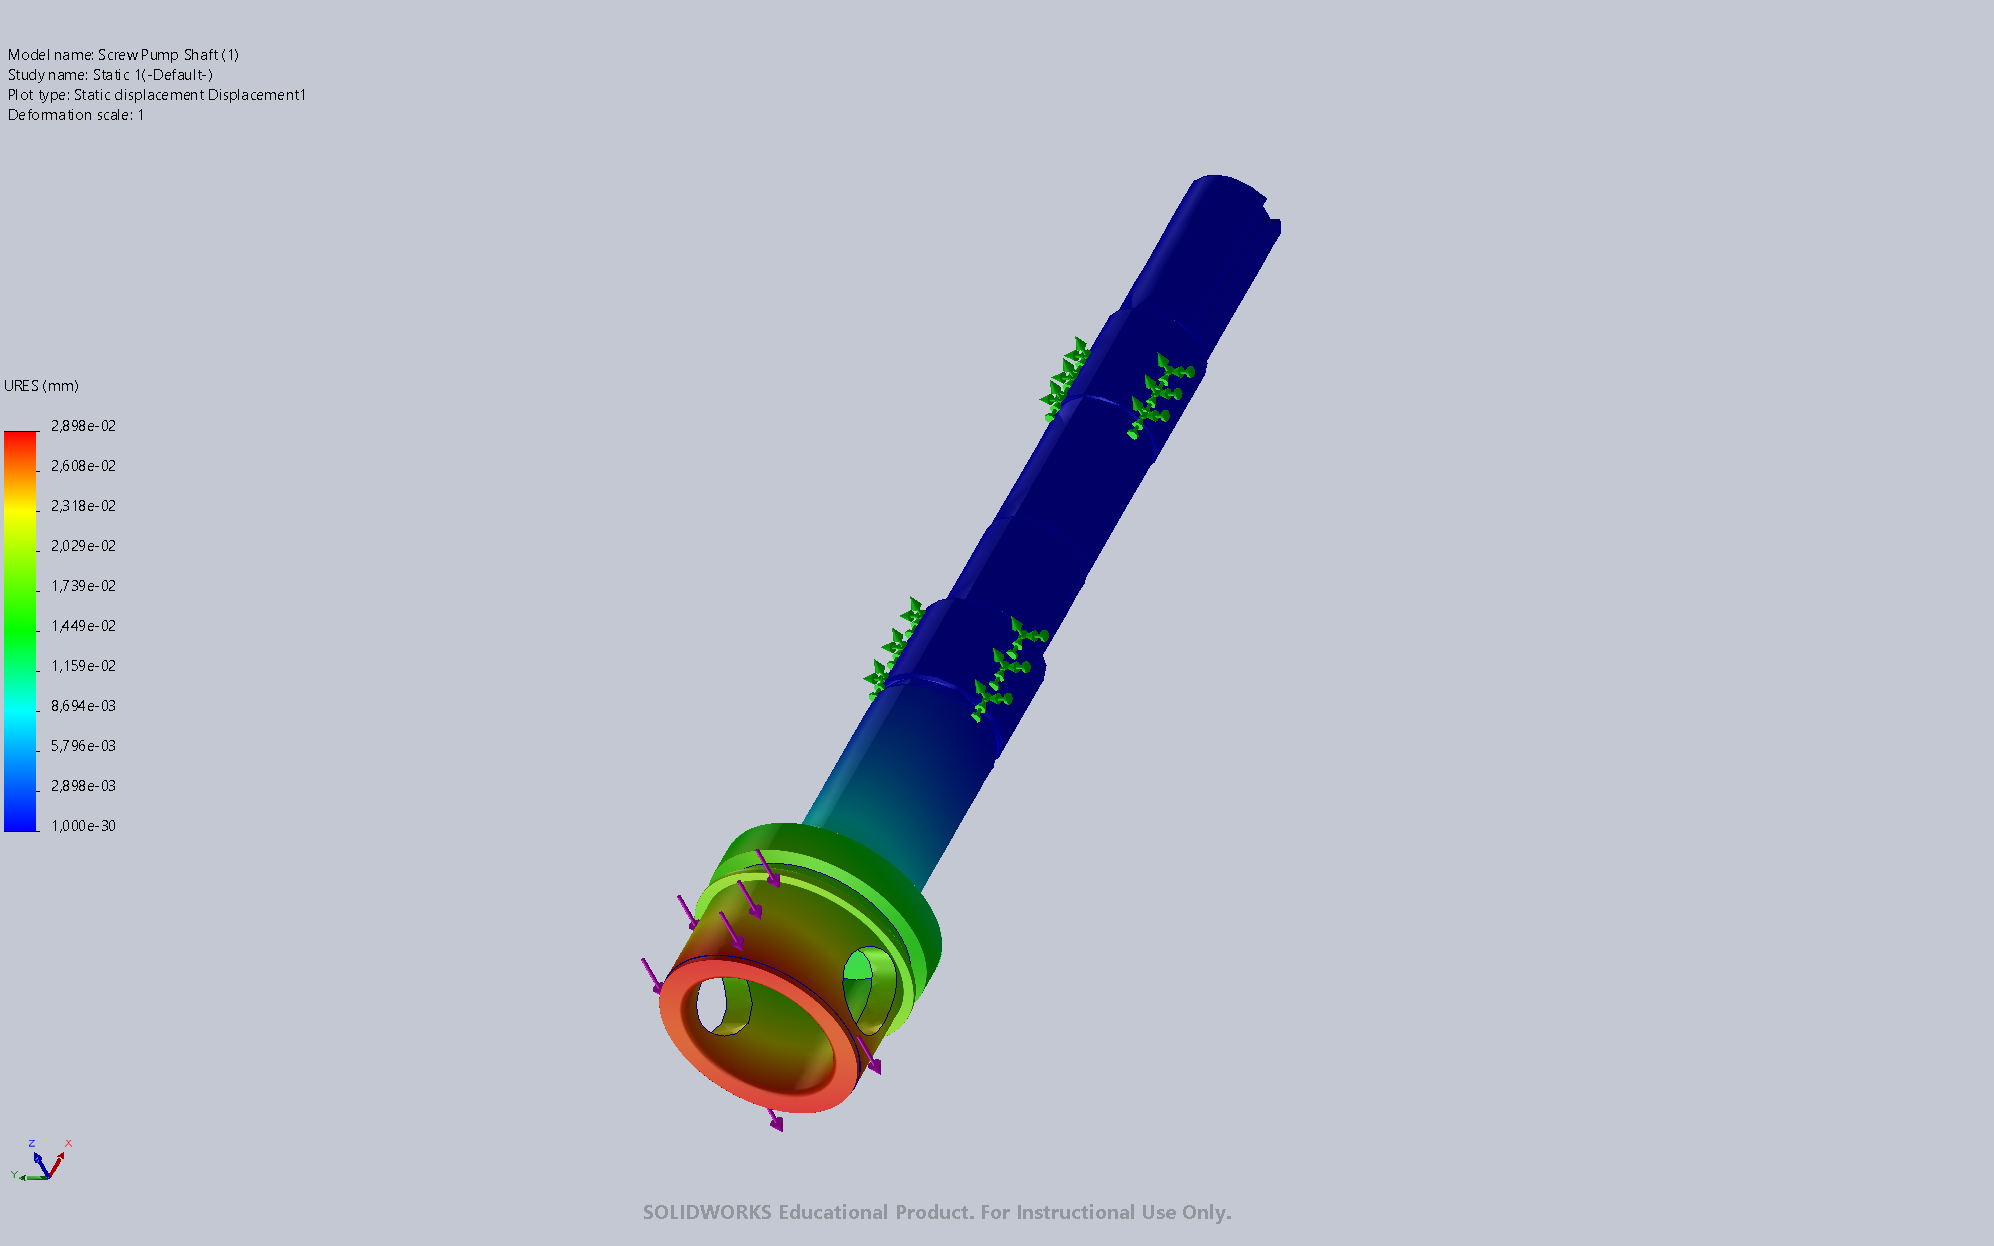 Model name: Screw Pump Shaft (1)
Study name: Static 1(-Default-)
Plot type: Static displacement Displacement1
Deformation scale: 1
URES (mm)
2,898e-02
2,608e-02
2,318e-02
2,029e-02
1,739e-02
1,449e-02
1,159e-02
8,694e-03
5,796e-03
2,898e-03
1,000e-30
Z
X
Y
SOLIDWORKS Educational Product. For Instructional Use Only.